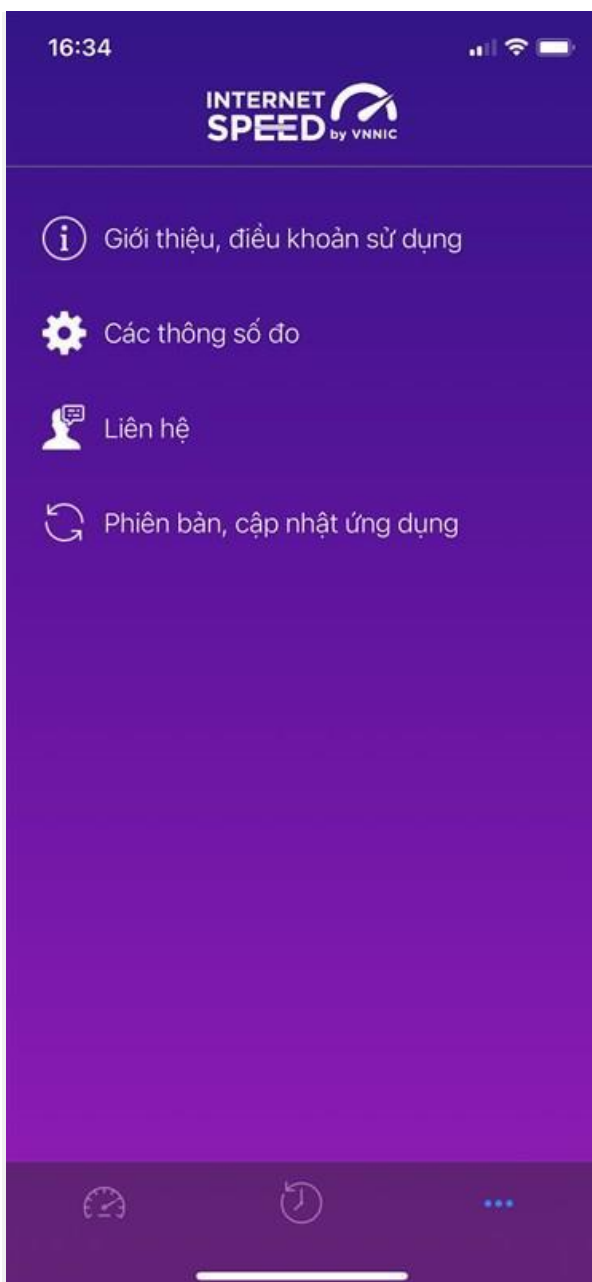 16:34
INTERNET
SPEED by VNNIC
Giới thiệu, điều khoản sử dụng
Các thông số đo
Liên hệ
Phiên bản, cập nhật ứng dụng